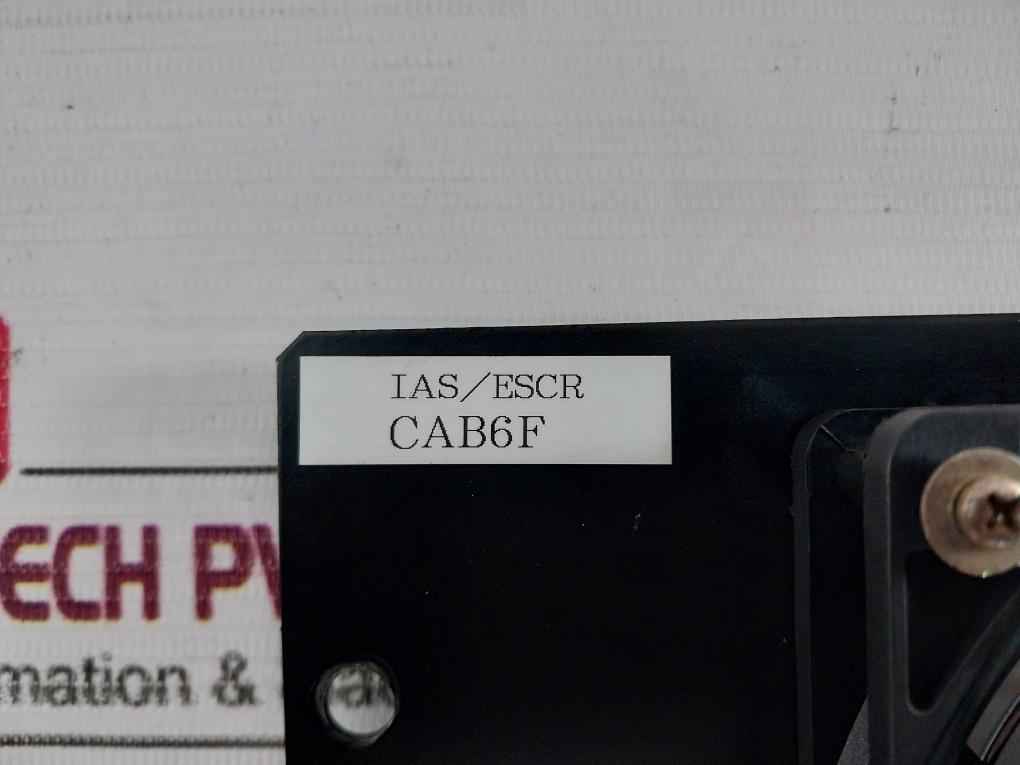 IAS/ESCR
CAB6F
ECH PV
mation &